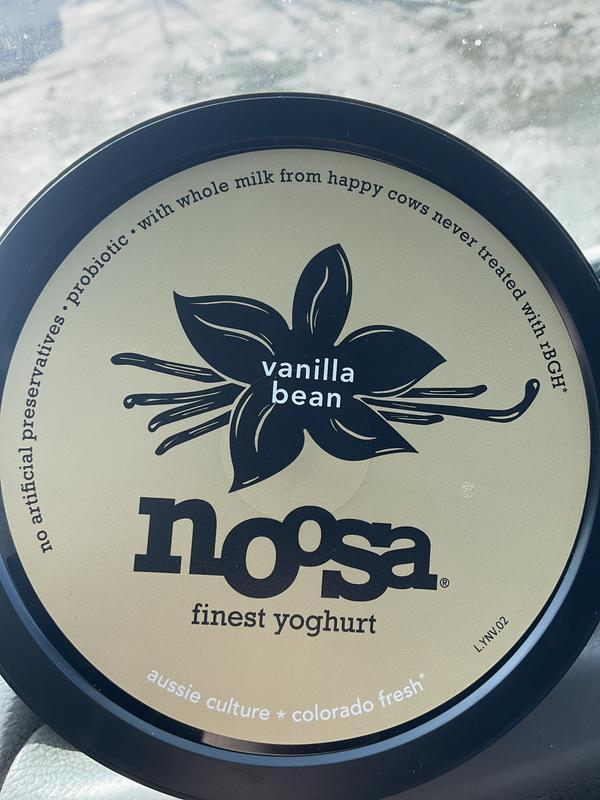 no artificial preservatives • probiotic • with whole milk from happy cows never treated with rBGH*
vanilla
bean
noosa®
finest yoghurt
L.YNV.02
aussie culture * colorado fresh®